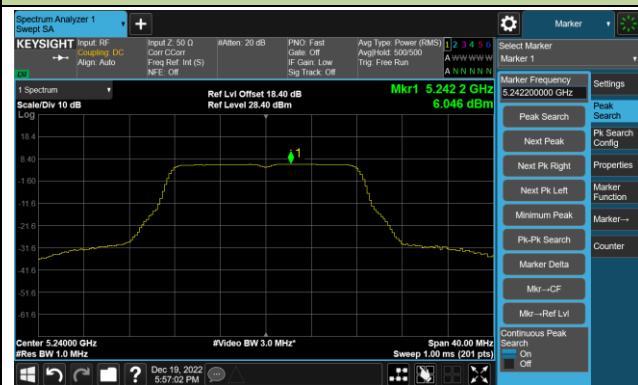 Spectrum Analyzer 1
Swept SA
+
Marker
KEYSIGHT
Input: RF
Coupling: DC
Align: Auto
Input Z: 50 Ω
Corr CCorr
Freq Ref: Int (S)
NFE: Off
#Atten: 20 dB
PNO: Fast
Gate: Off
IF Gain: Low
Sig Track: Off
Avg Type: Power (RMS)
Avg|Hold: 500/500
Trig: Free Run
1 2 3 4 5 6
A W W W W W
A N N N N N
LXI
Select Marker
Marker 1
1 Spectrum
Scale/Div 10 dB
Log
Ref Lvl Offset 18.40 dB
Ref Level 28.40 dBm
Mkr1 5.242 2 GHz
6.046 dBm
18.4
8.40
-1.60
-11.6
-21.6
-31.6
-41.6
-51.6
-61.6
1
Center 5.24000 GHz
#Res BW 1.0 MHz
#Video BW 3.0 MHz*
Span 40.00 MHz
Sweep 1.00 ms (201 pts)
Marker Frequency
5.242200000 GHz
Peak Search
Next Peak
Next Pk Right
Next Pk Left
Minimum Peak
Pk-Pk Search
Marker Delta
Mkr→CF
Mkr→Ref Lvl
Continuous Peak
Search
On
Off
Settings
Peak
Search
Pk Search
Config
Properties
Marker
Function
Marker→
Counter
?
Dec 19, 2022
5:57:02 PM